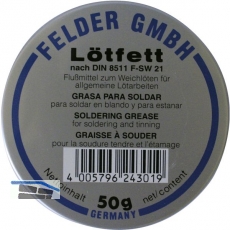 FELDER GMBH
Lötfett
nach DIN 8511 F-SW 21
Flußmittel zum Weichlöten für
allgemeine Lötarbeiten
GRASA PARA SOLDAR
para soldar en blando y para estanar
SOLDERING GREASE
for soldering and tinning
GRAISSE À SOUDER
pour la soudure tendre et l'étamage
4 005796 243019
Nettoinhalt
net/content
50g
GERMANY